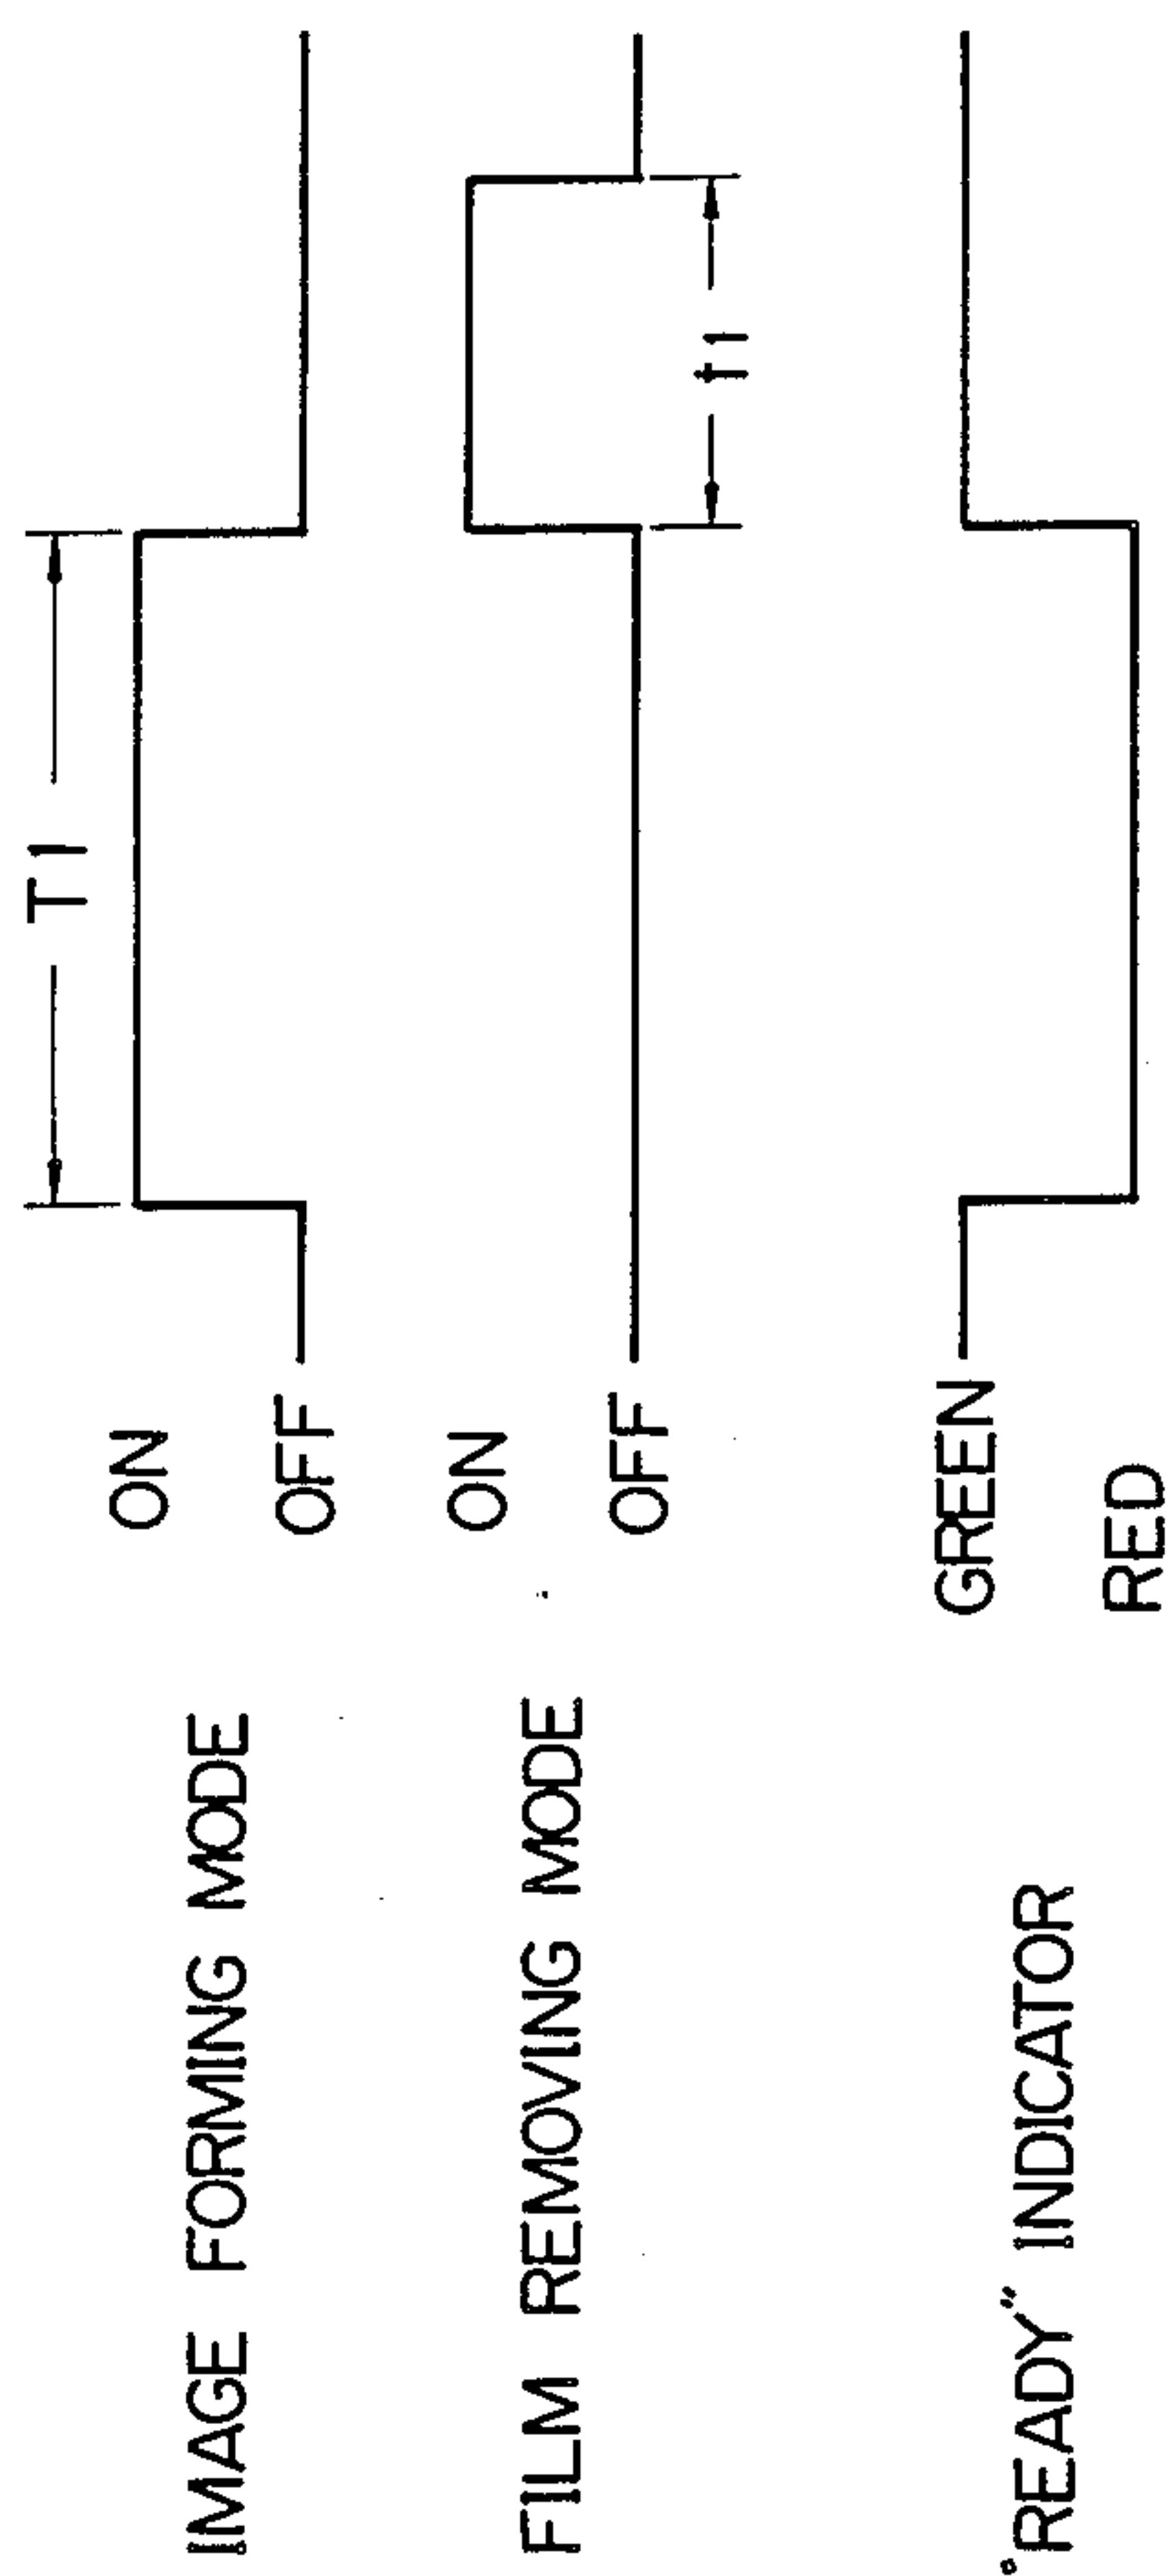 T1
IMAGE FORMING MODE
ON
OFF
FILM REMOVING MODE
ON
OFF
t1
“READY” INDICATOR
GREEN
RED